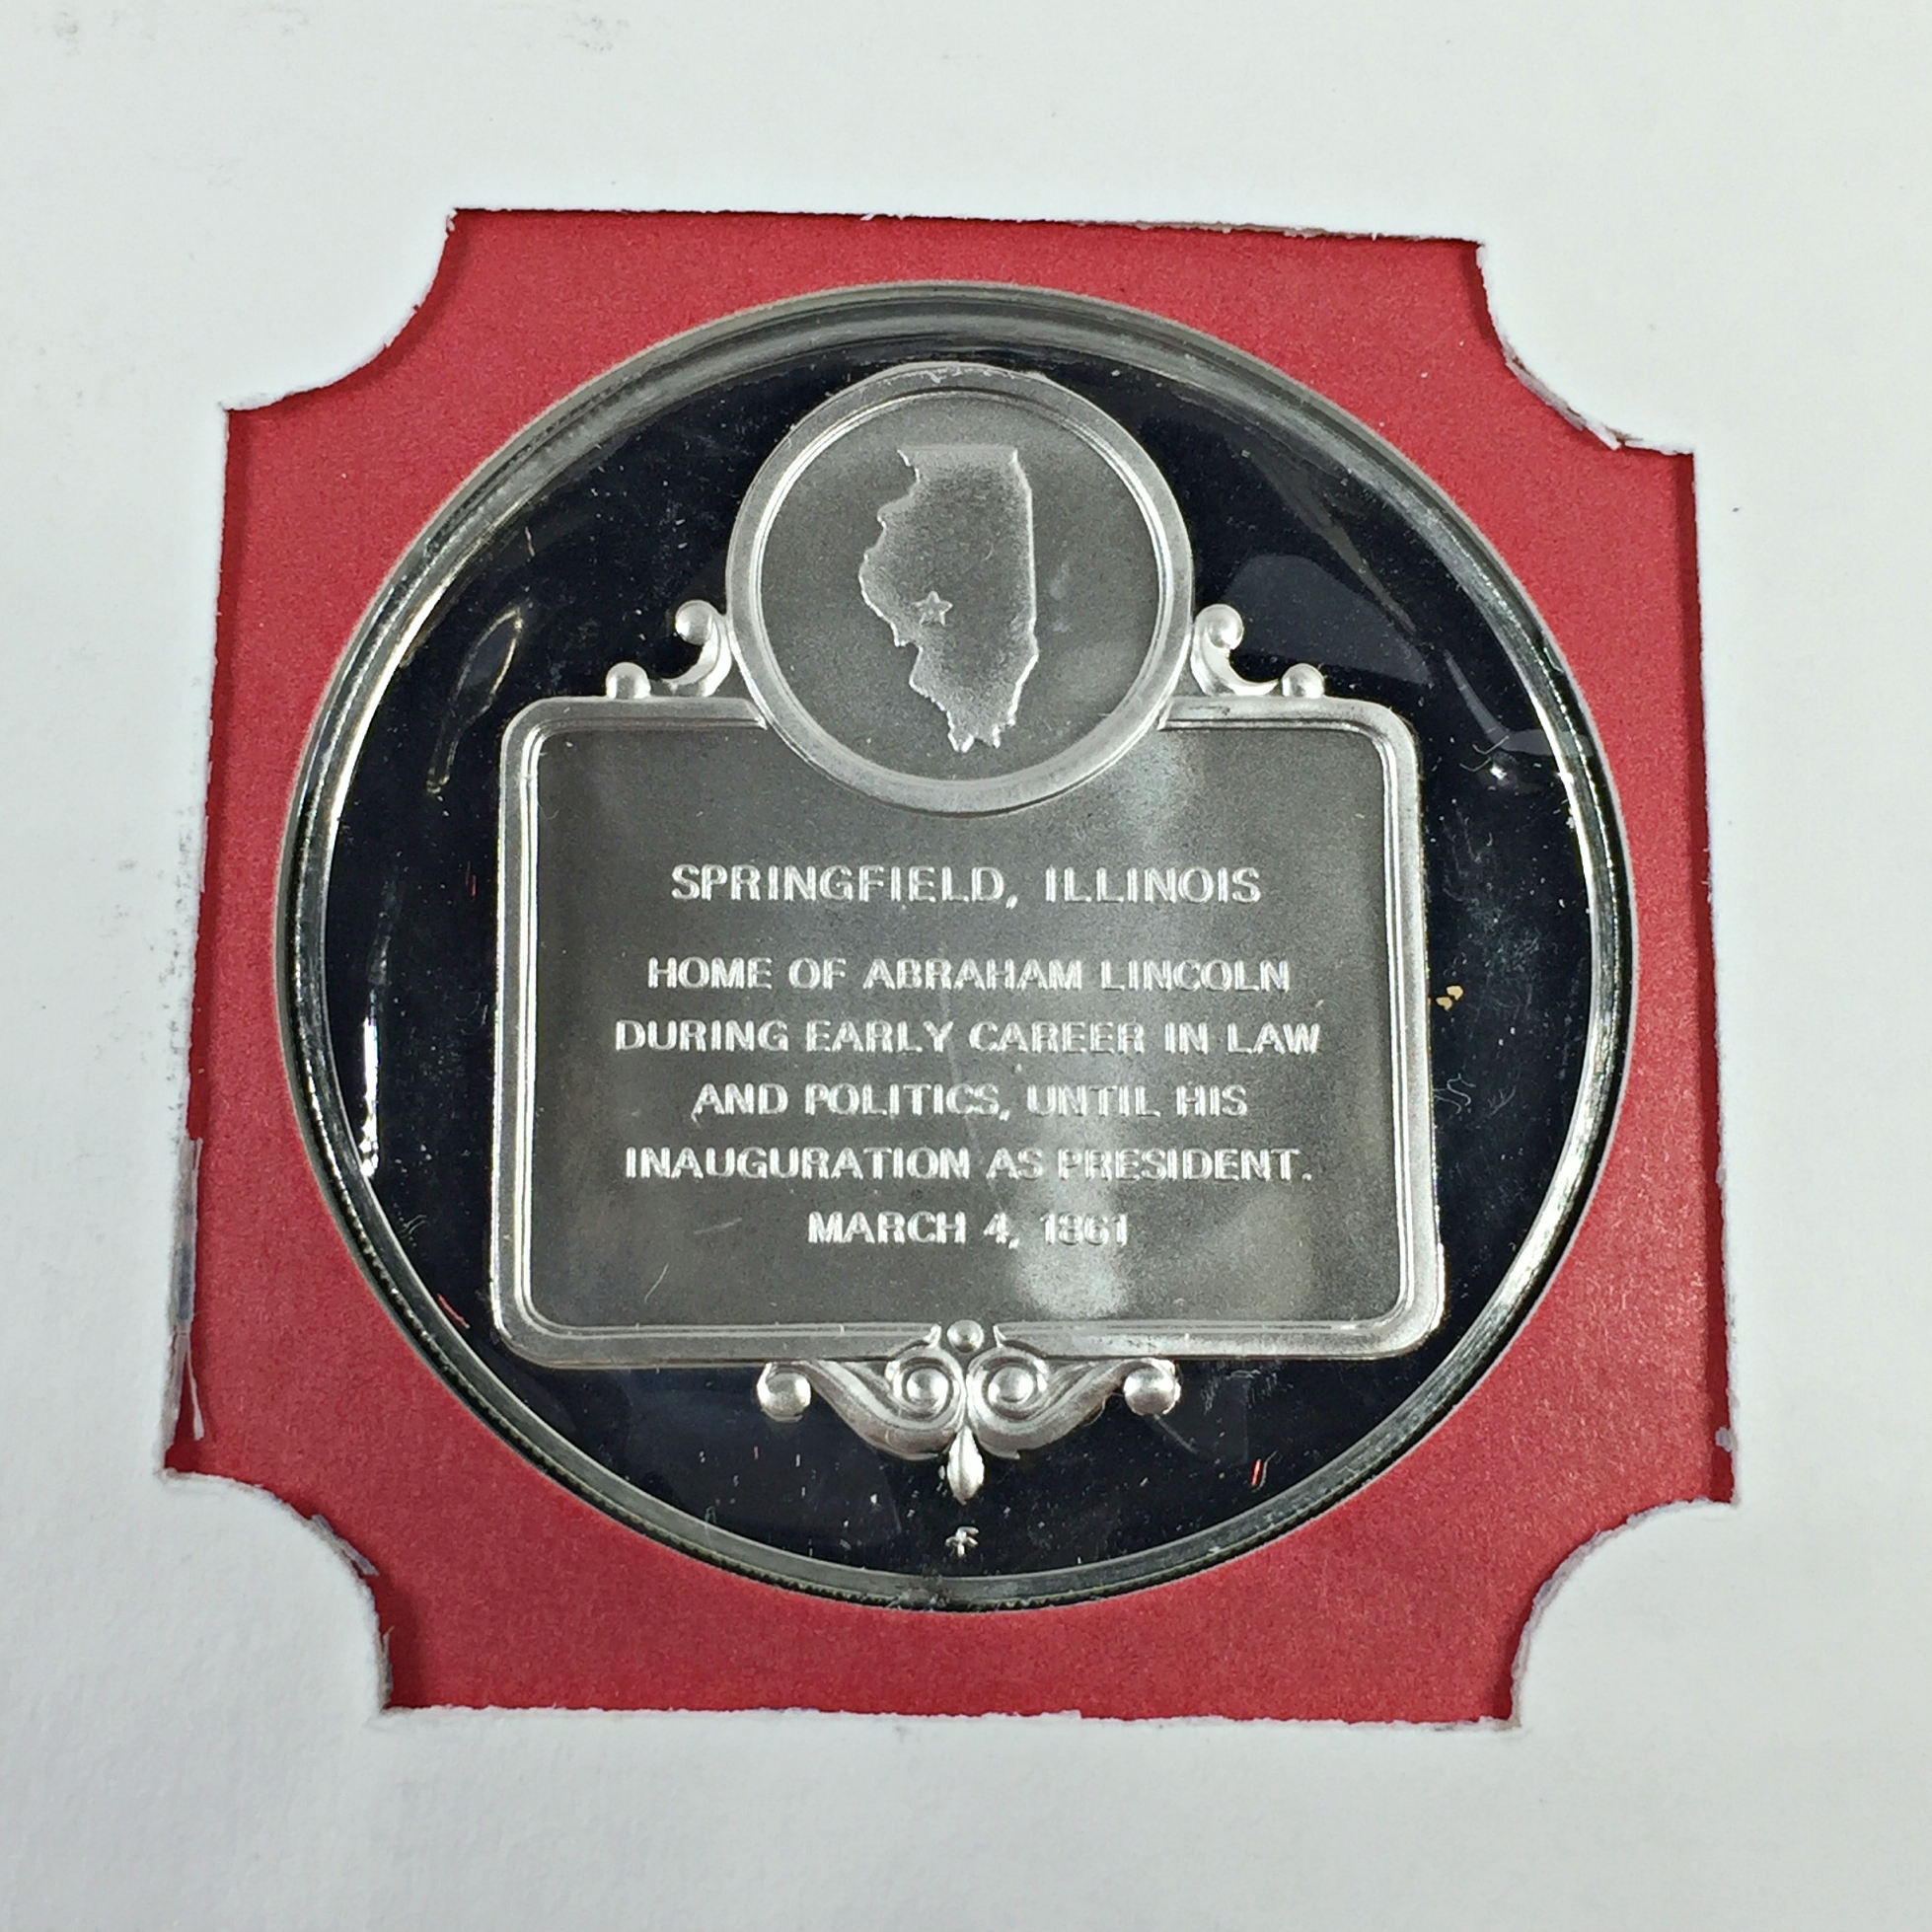 SPRINGFIELD, ILLINOIS
HOME OF ABRAHAM LINCOLN
DURING EARLY CAREER IN LAW
AND POLITICS, UNTIL HIS
INAUGURATION AS PRESIDENT.
MARCH 4, 1861